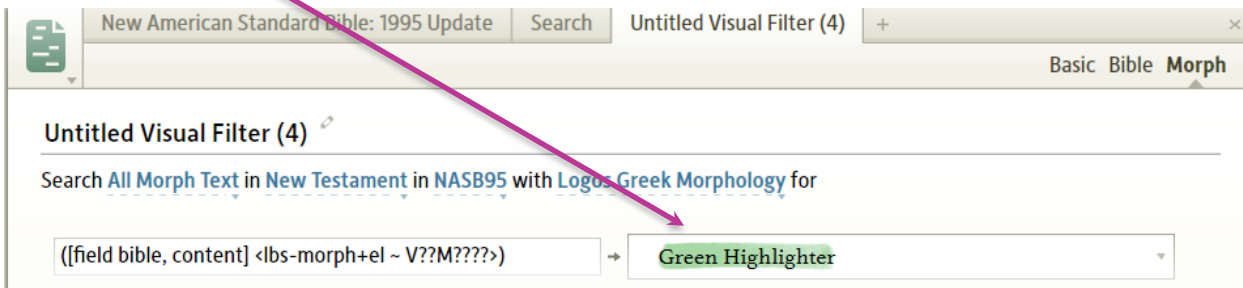 New American Standard Bible: 1995 Update Search Untitled Visual Filter (4) + ×
Basic Bible Morph
Untitled Visual Filter (4)
Search All Morph Text in New Testament in NASB95 with Logos Greek Morphology for
([field bible, content] <lbs-morph+el ~ V??M????>) → Green Highlighter